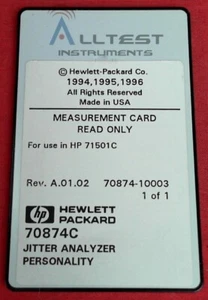 ALLTEST
INSTRUMENTS
© Hewlett-Packard Co.
1994,1995,1996
All Rights Reserved
Made in USA
MEASUREMENT CARD
READ ONLY
For use in HP 71501C
Rev. A.01.02 70874-10003
1 of 1
hp HEWLETT
PACKARD
70874C
JITTER ANALYZER
PERSONALITY